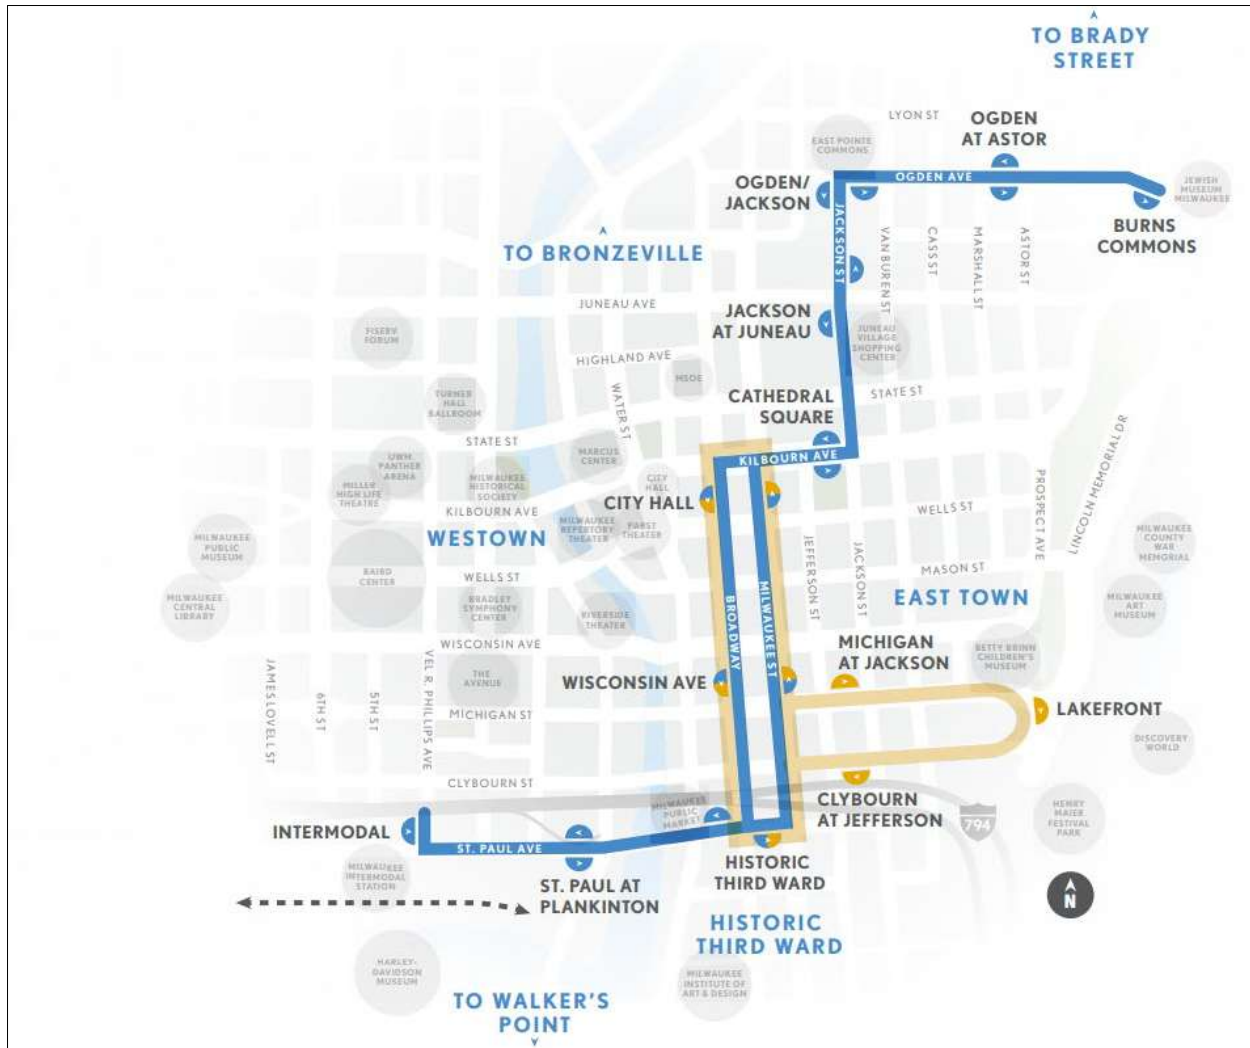 TO BRADY
STREET
LYON ST
OGDEN
AT ASTOR
EAST POINTE
COMMONS
OGDEN AVE
OGDEN/
JACKSON
JEWISH
MUSEUM
MILWAUKEE
BURNS
COMMONS
JACKSON ST
VAN BUREN ST
CASS ST
MARSHALL ST
ASTOR ST
TO BRONZEVILLE
JUNEAU AVE
JACKSON
AT JUNEAU
FISERV
FORUM
JUNEAU
VILLAGE
SHOPPING
CENTER
HIGHLAND AVE
MSOE
TURNER
HALL
BALLROOM
WATER ST
CATHEDRAL
SQUARE
STATE ST
STATE ST
MARCUS
CENTER
KILBOURN AVE
UWM
PANTHER
ARENA
MILLER
HIGH LIFE
THEATRE
MILWAUKEE
HISTORICAL
SOCIETY
CITY
HALL
CITY HALL
KILBOURN AVE
WELLS ST
PROSPECT AVE
LINCOLN MEMORIAL DR
MILWAUKEE
PUBLIC
MUSEUM
WESTOWN
MILWAUKEE
REPERTORY
THEATER
PABST
THEATER
MILWAUKEE
COUNTY
WAR
MEMORIAL
BAIRD
CENTER
WELLS ST
JEFFERSON ST
JACKSON ST
MASON ST
MILWAUKEE
CENTRAL
LIBRARY
BRADLEY
SYMPHONY
CENTER
RIVERSIDE
THEATER
BROADWAY
MILWAUKEE ST
EAST TOWN
MILWAUKEE
ART
MUSEUM
WISCONSIN AVE
MICHIGAN
AT JACKSON
BETTY BRINN
CHILDREN'S
MUSEUM
JAMES LOVELL ST
6TH ST
5TH ST
VEL R. PHILLIPS AVE
THE
AVENUE
WISCONSIN AVE
MICHIGAN ST
LAKEFRONT
DISCOVERY
WORLD
CLYBOURN ST
MILWAUKEE
PUBLIC
MARKET
CLYBOURN
AT JEFFERSON
794
HENRY
MAIER
FESTIVAL
PARK
INTERMODAL
ST. PAUL AVE
MILWAUKEE
INTERMODAL
STATION
ST. PAUL AT
PLANKINTON
HISTORIC
THIRD WARD
N
HISTORIC
THIRD WARD
HARLEY-
DAVIDSON
MUSEUM
MILWAUKEE
INSTITUTE OF
ART & DESIGN
TO WALKER'S
POINT